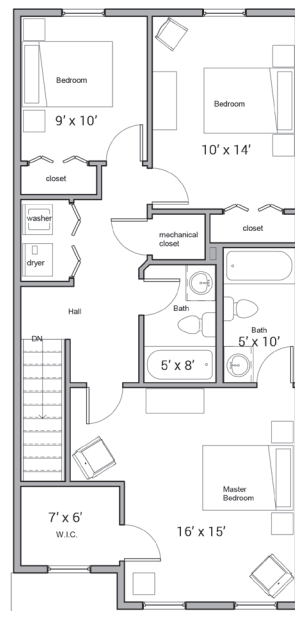 Bedroom
9' x 10'
Bedroom
10' x 14'
closet
washer
dryer
mechanical
closet
closet
Hall
Bath
5' x 8'
Bath
5' x 10'
DN
Master
Bedroom
16' x 15'
7' x 6'
W.I.C.